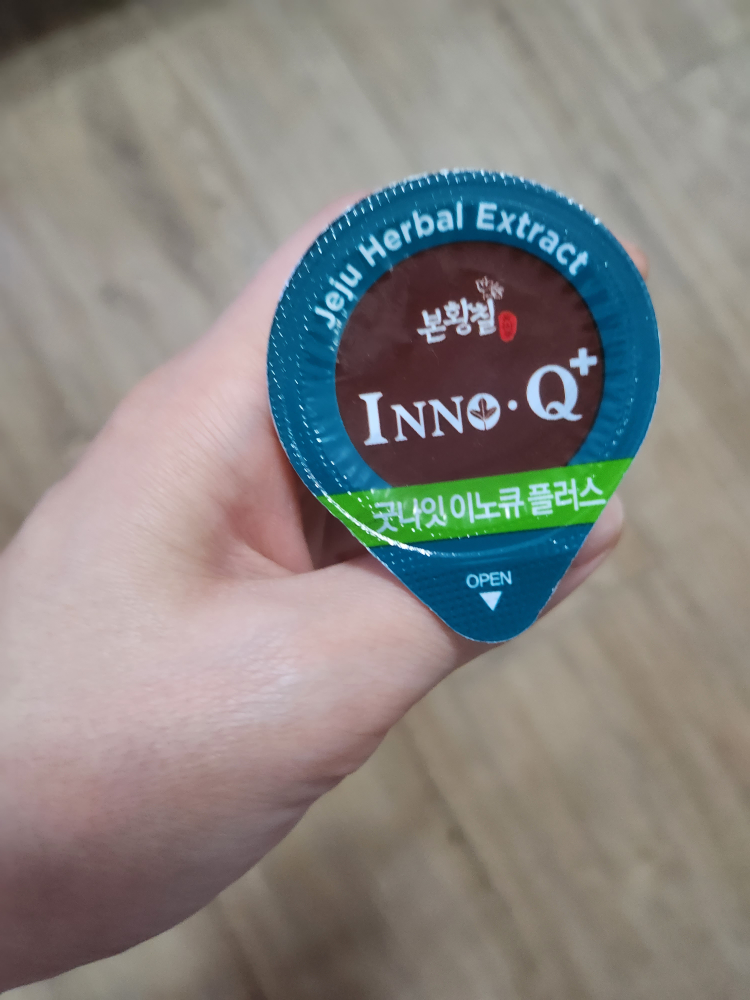 Jeju Herbal Extract
본황칠
INNO·Q+
굿나잇 이노큐 플러스
OPEN